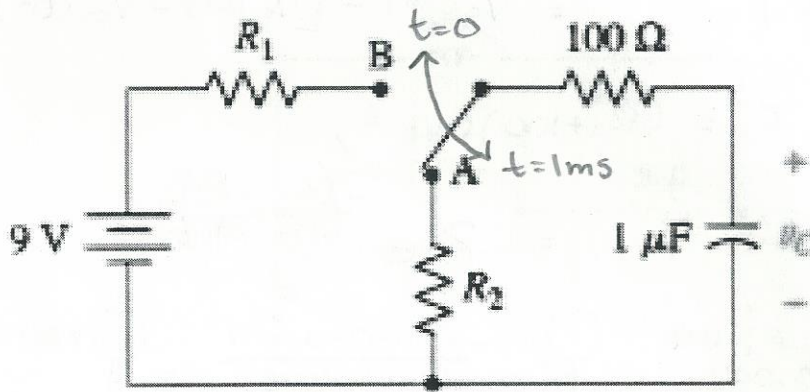 t=0
R1
B
100 Ω
A
t=1ms
9 V
R2
1 μF
+
vC
−